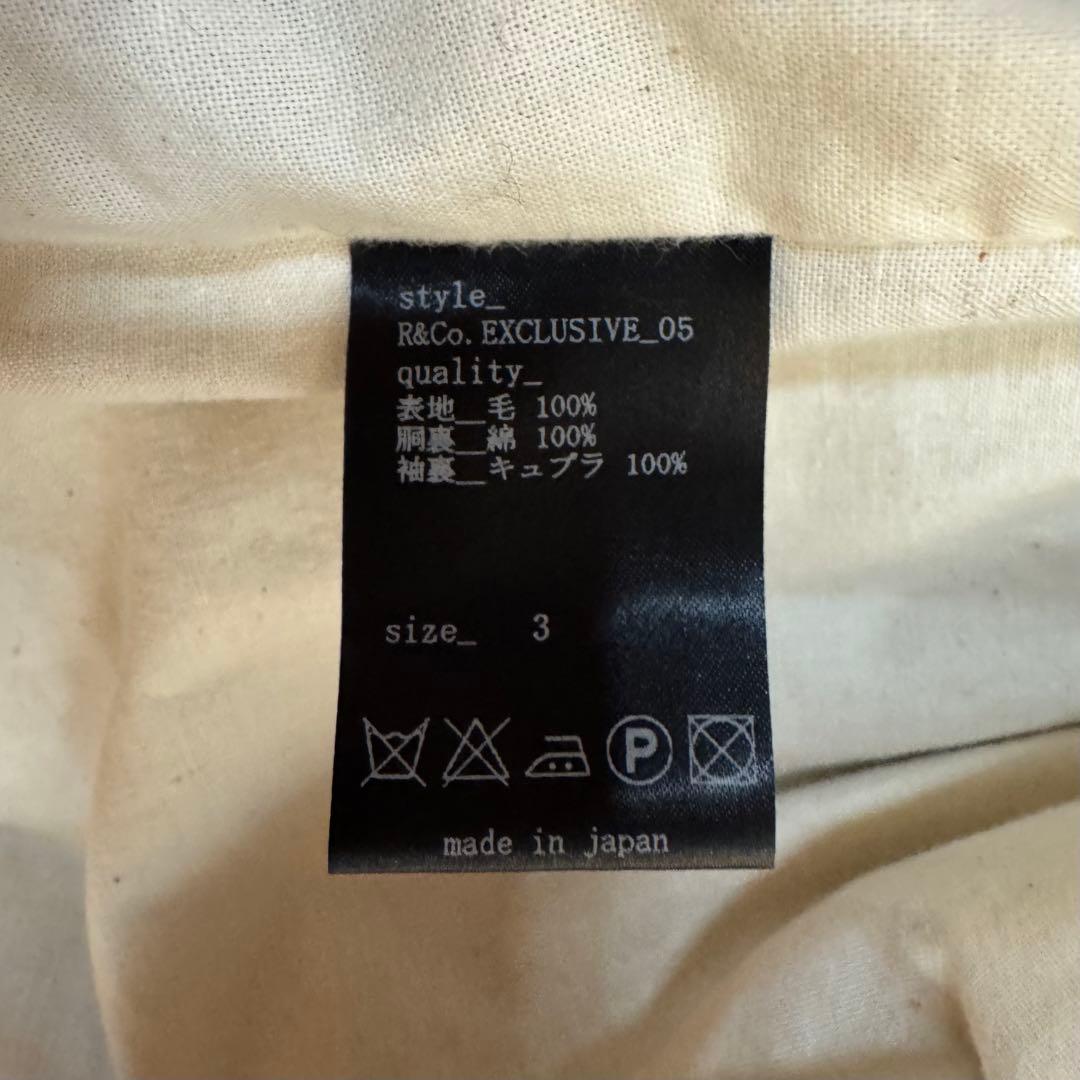 style_
R&Co. EXCLUSIVE_05
quality_
表地__毛 100%
胴裏__綿 100%
袖裏__キュプラ 100%
size_ 3
P
made in japan